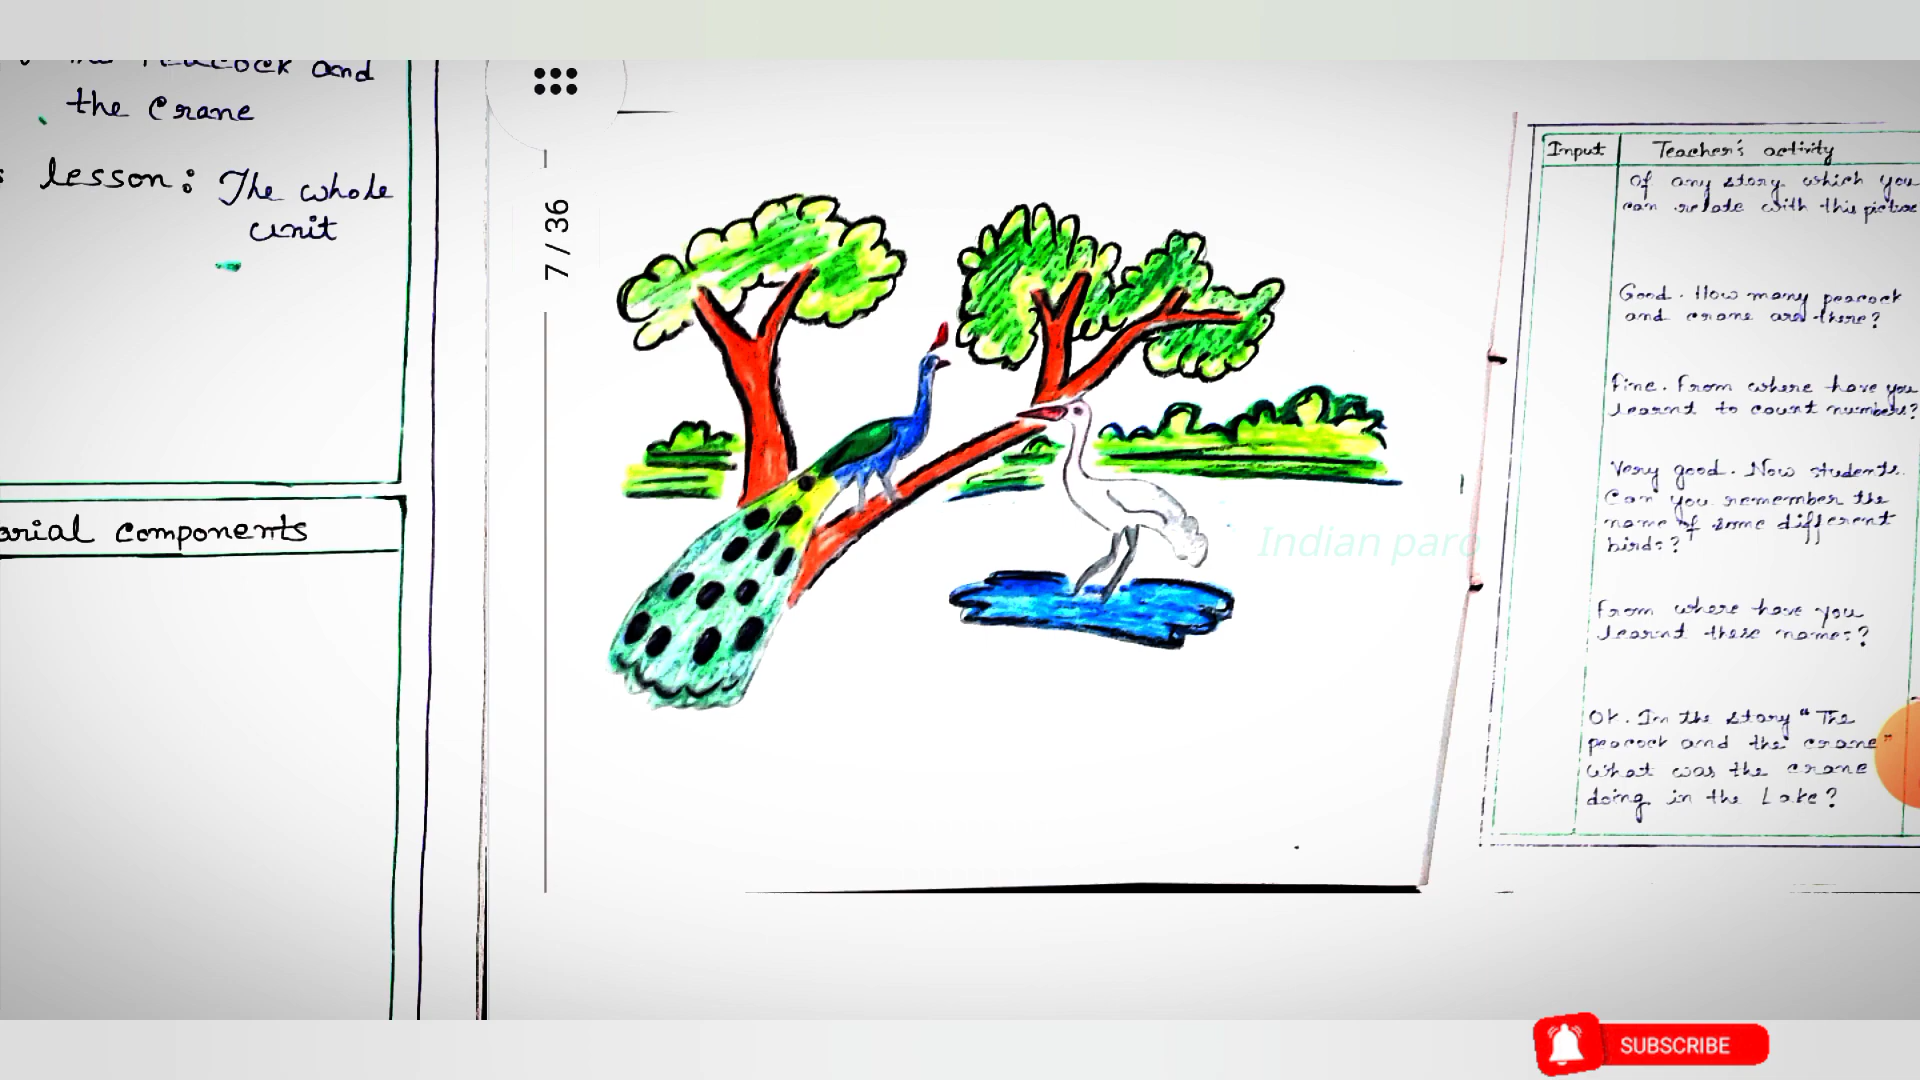 The Peacock and
the Crane
lesson: The whole
unit
components
7 / 36
Indian paro
Input
Teacher's activity
of any story which you
can relate with this picture
Good. How many peacock
and crane are there?
Fine. From where have you
learnt to count numbers?
Very good. Now students.
Can you remember the
name of some different
birds?
From where have you
learnt these names?
Ok. In the story "The
peacock and the crane"
what was the crane
doing in the Lake?
SUBSCRIBE